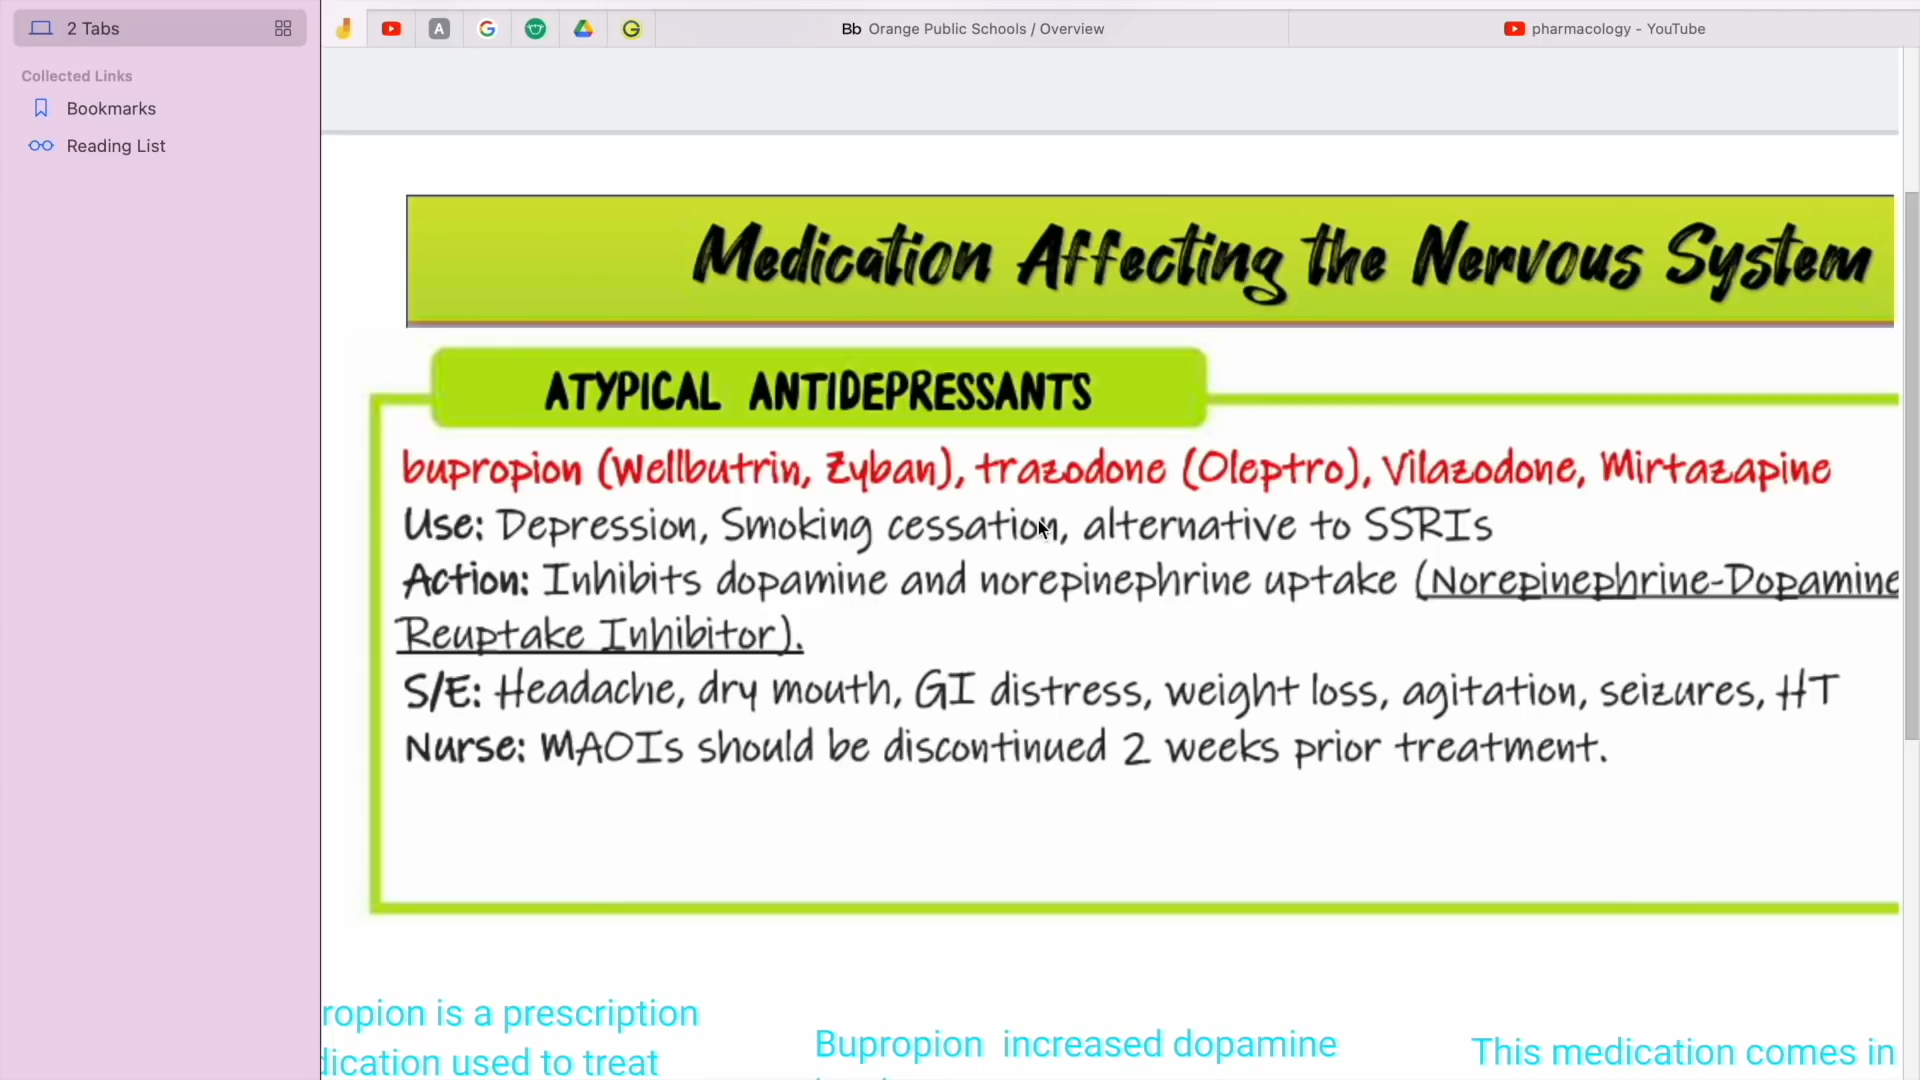 2 Tabs
Collected Links
Bookmarks
Reading List
A
G
G
Bb Orange Public Schools / Overview
pharmacology - YouTube
Medication Affecting the Nervous System
ATYPICAL ANTIDEPRESSANTS
bupropion (Wellbutrin, Zyban), trazodone (Oleptro), Vilazodone, Mirtazapine
Use: Depression, Smoking cessation, alternative to SSRIs
Action: Inhibits dopamine and norepinephrine uptake (Norepinephrine-Dopamine
Reuptake Inhibitor).
S/E: Headache, dry mouth, GI distress, weight loss, agitation, seizures, HT
Nurse: MAOIs should be discontinued 2 weeks prior treatment.
ropion is a prescription
dication used to treat
Bupropion increased dopamine
This medication comes in